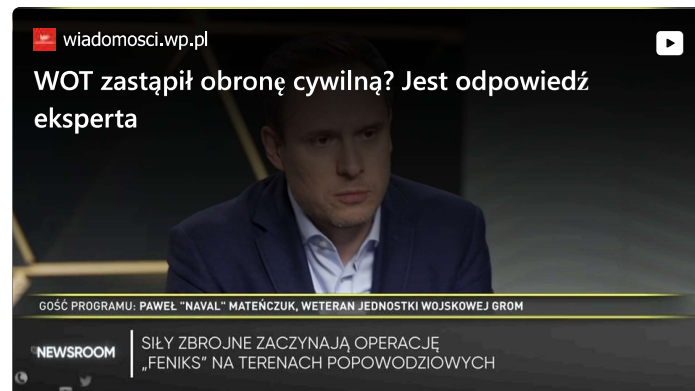 wiadomosci.wp.pl
WOT zastąpił obronę cywilną? Jest odpowiedź
eksperta
GOŚĆ PROGRAMU: PAWEŁ "NAVAL" MATEŃCZUK, WETERAN JEDNOSTKI WOJSKOWEJ GROM
NEWSROOM
SIŁY ZBROJNE ZACZYNAJĄ OPERACJĘ
„FENIKS” NA TERENACH POPOWODZIOWYCH